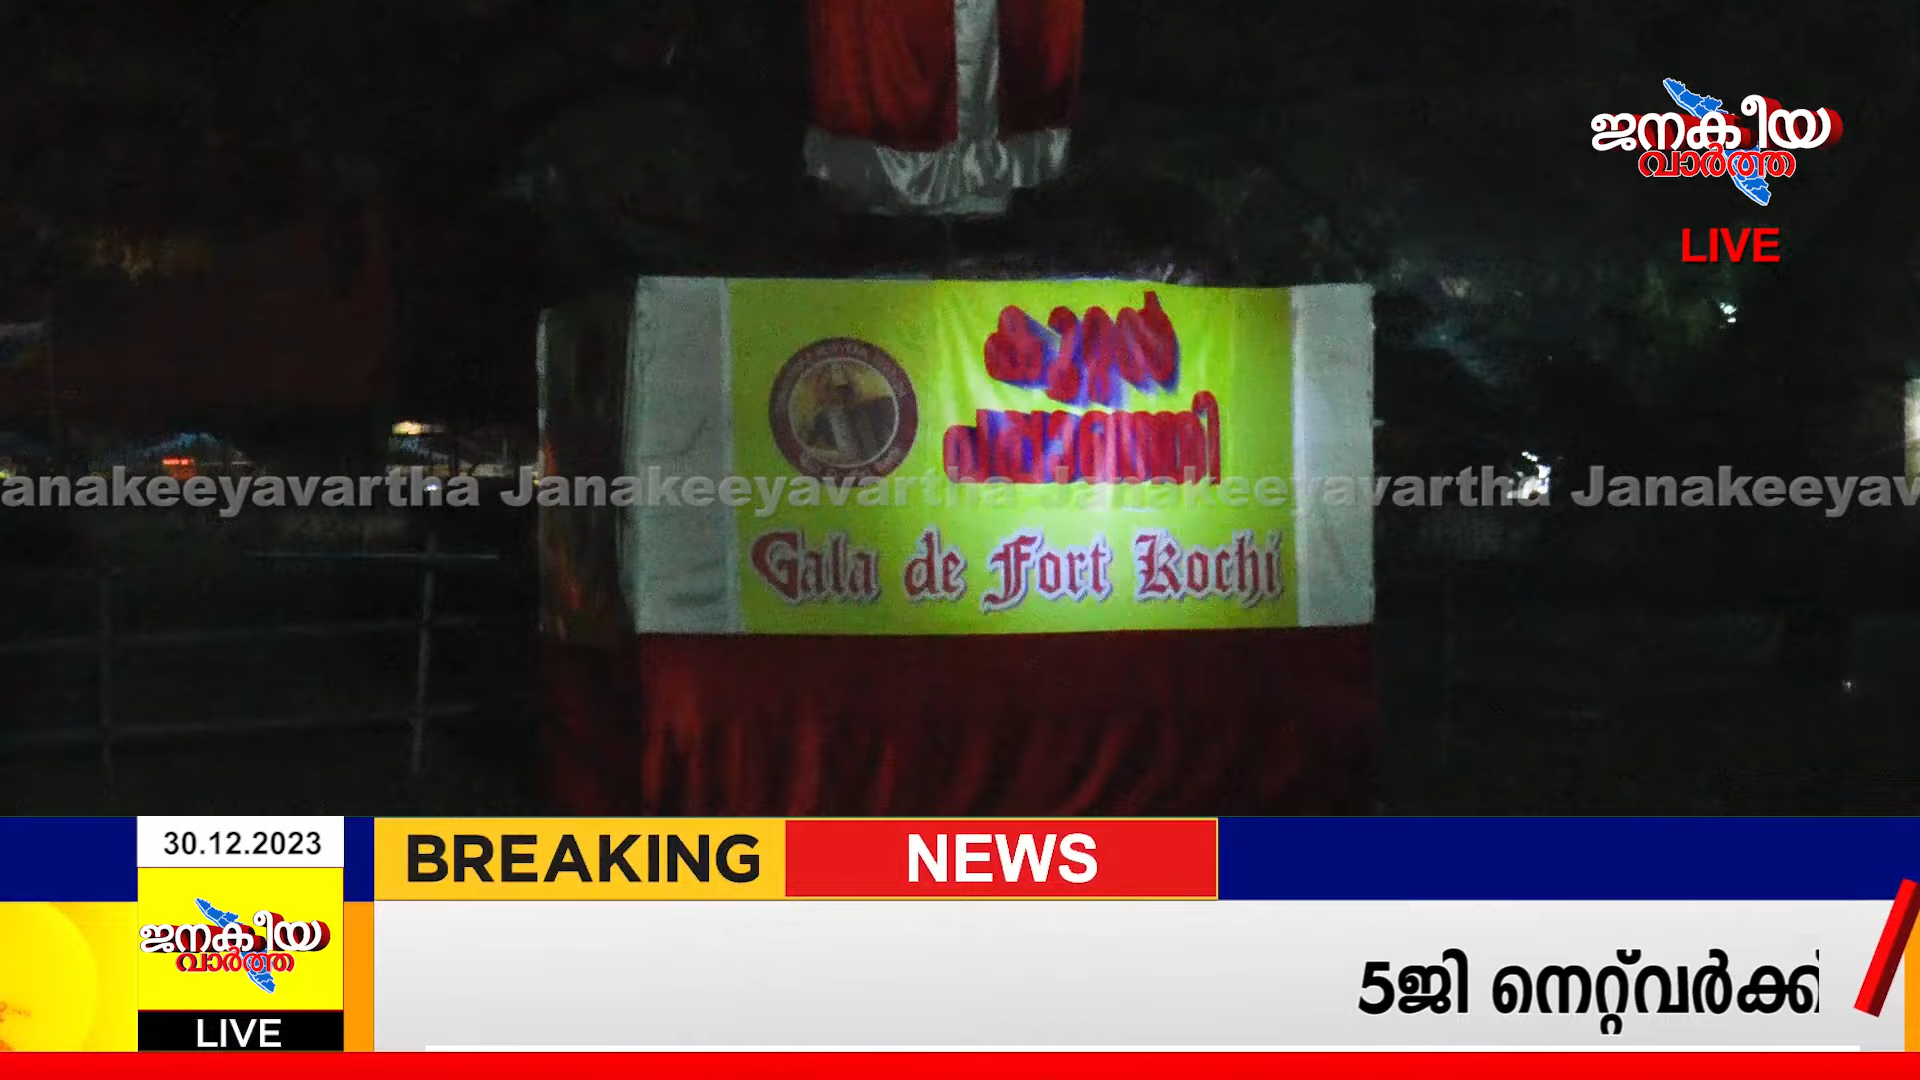 ജനകീയ
വാർത്ത
LIVE
Gala de Fort Kochi
anakeeyavartha Janakeeyavartha Janakeeyavartha Janakeeyav
30.12.2023
BREAKING NEWS
ജനകീയ
വാർത്ത
LIVE
5ജി നെറ്റ്‌വർക്ക്